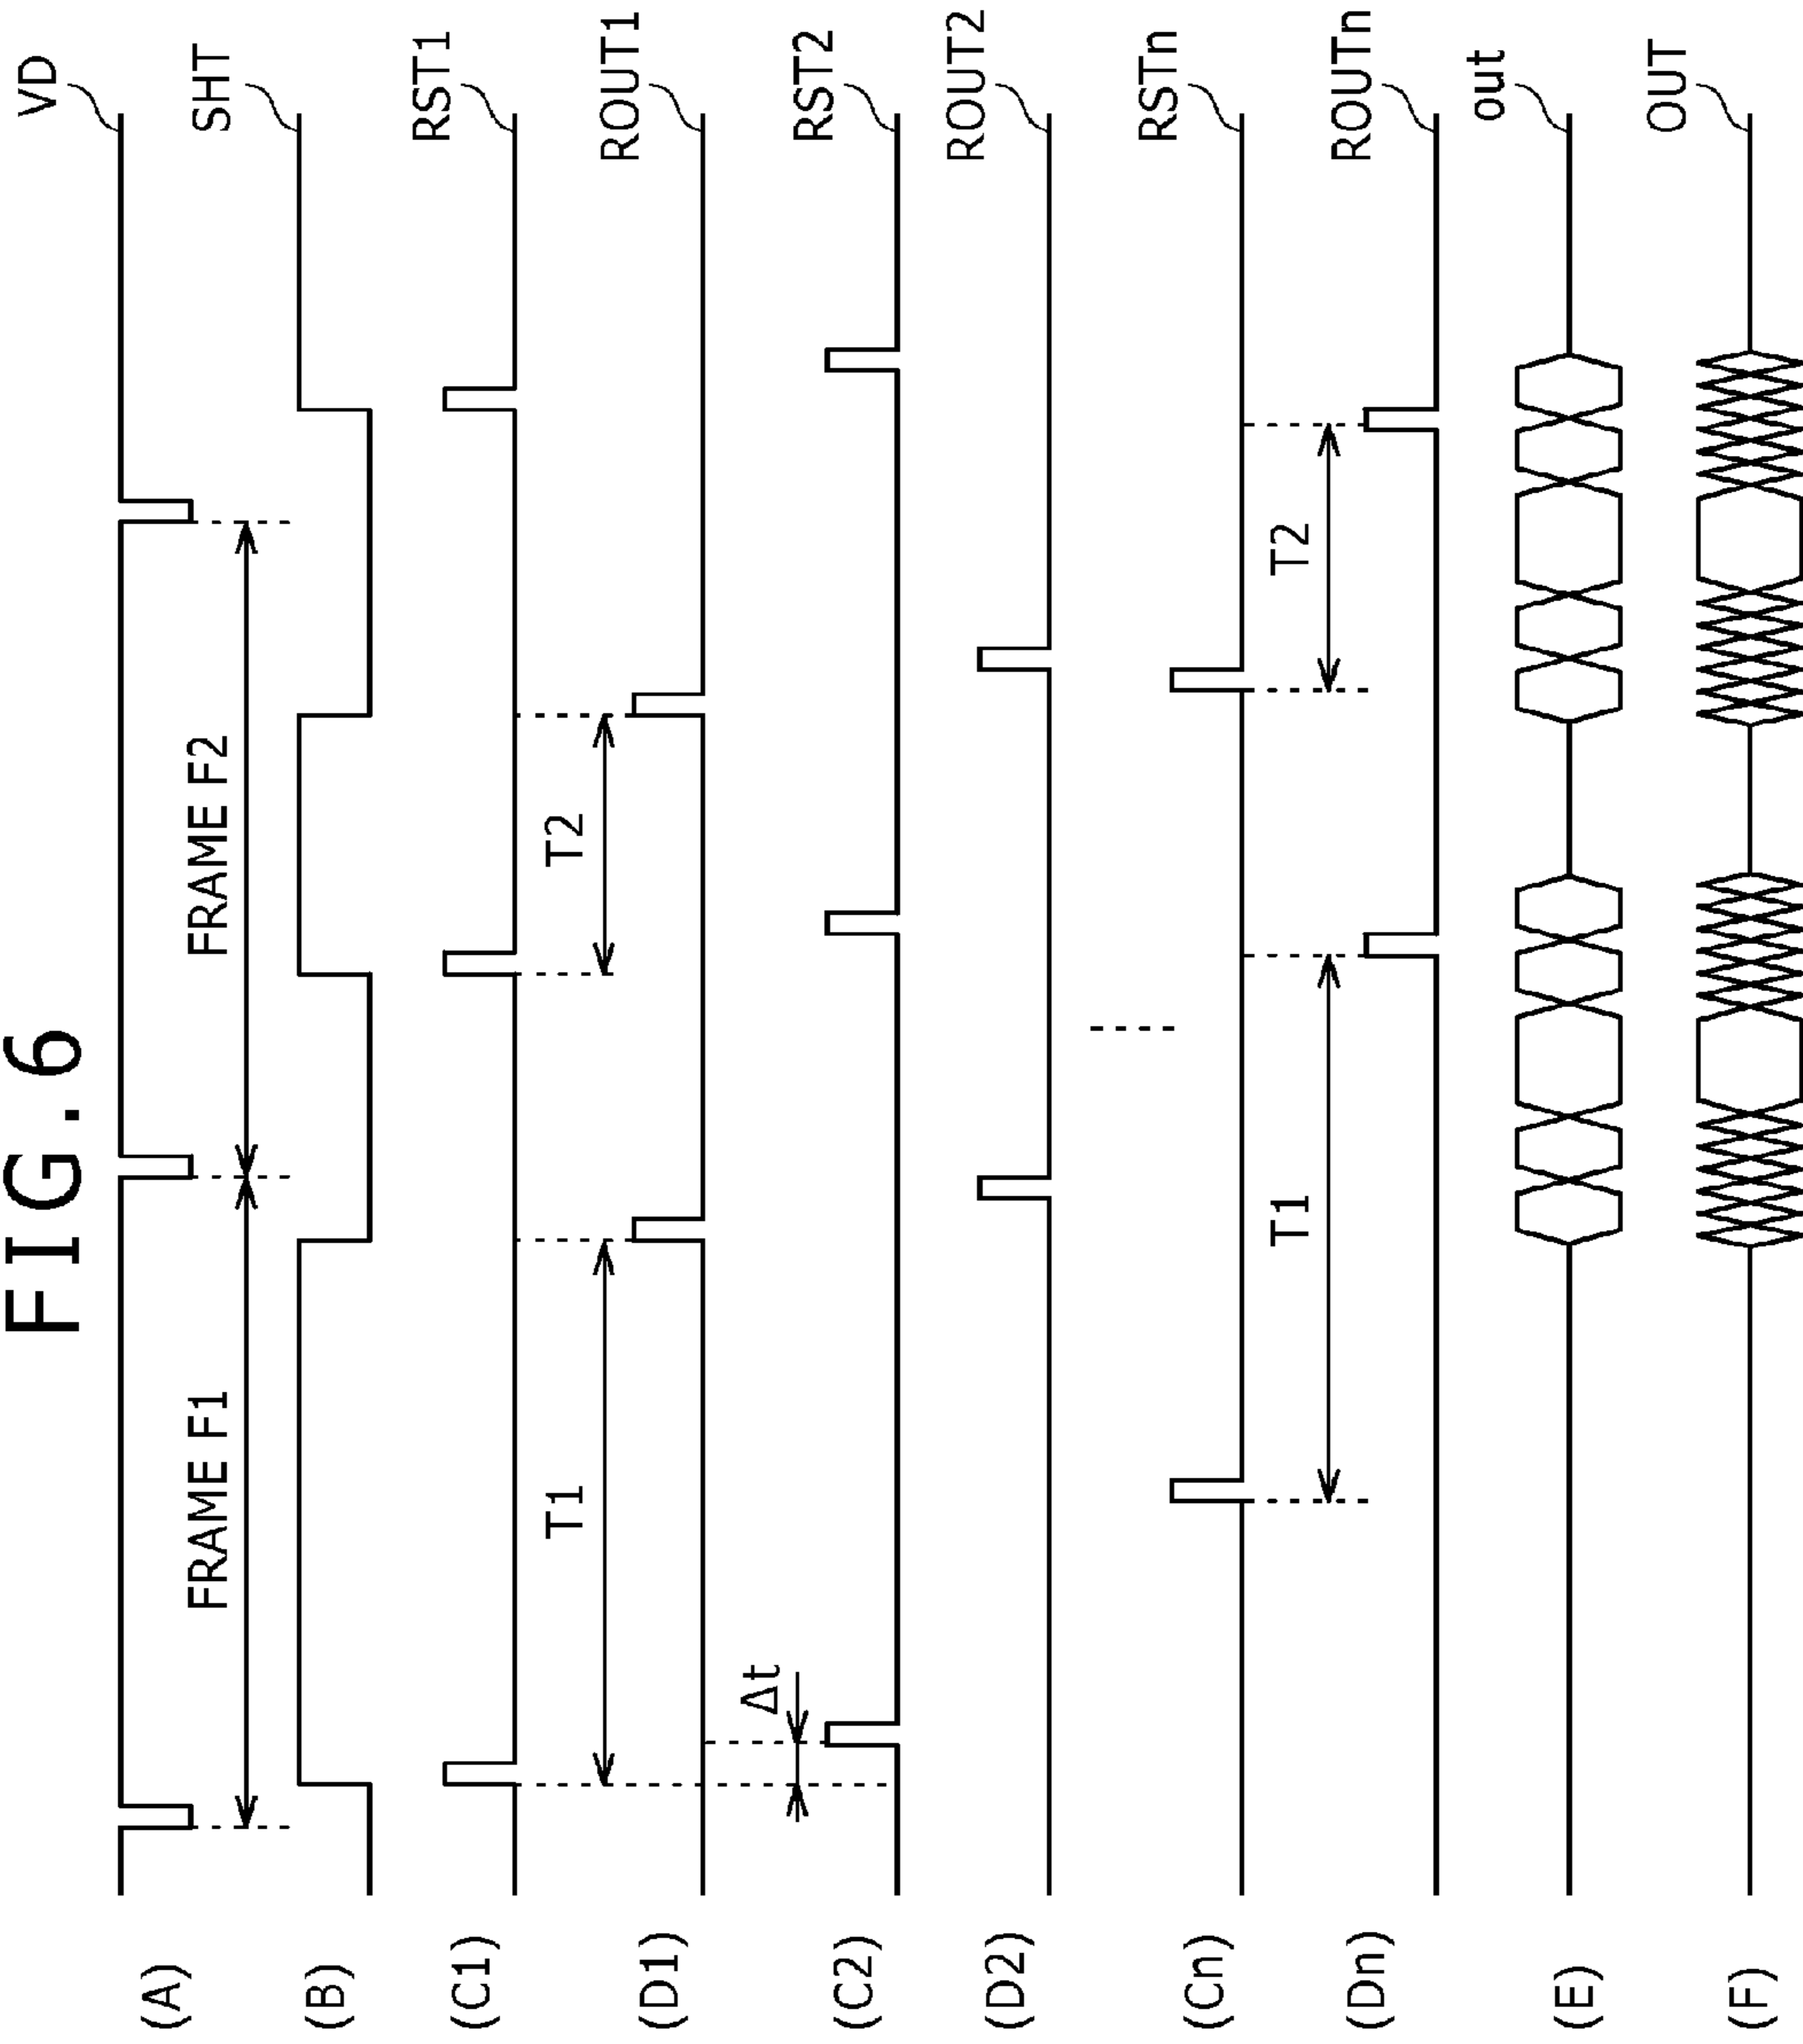 FIG.6
(A) VD
FRAME F1 FRAME F2
(B) SHT
(C1) RST1
T1 T2
(D1) ROUT1
Δt
(C2) RST2
(D2) ROUT2
(Cn) RSTn
T1 T2
(Dn) ROUTn
(E) out
(F) OUT